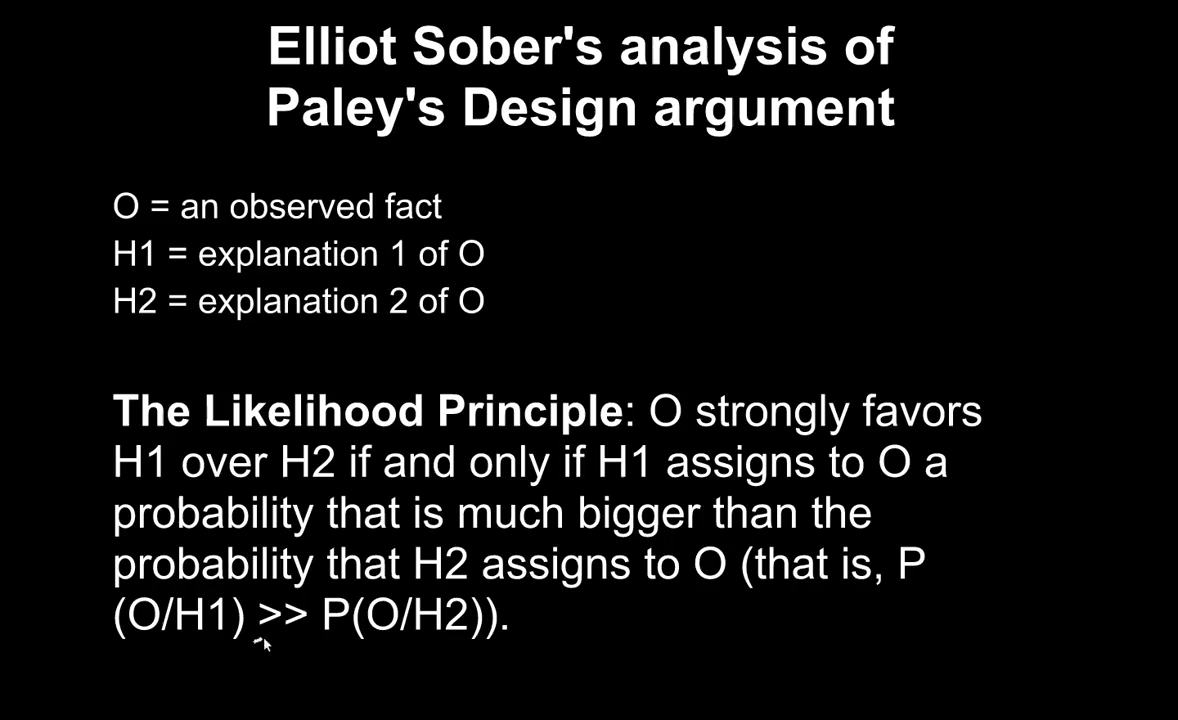 Elliot Sober's analysis of
Paley's Design argument
O = an observed fact
H1 = explanation 1 of O
H2 = explanation 2 of O
The Likelihood Principle: O strongly favors
H1 over H2 if and only if H1 assigns to O a
probability that is much bigger than the
probability that H2 assigns to O (that is, P
(O/H1) >> P(O/H2)).